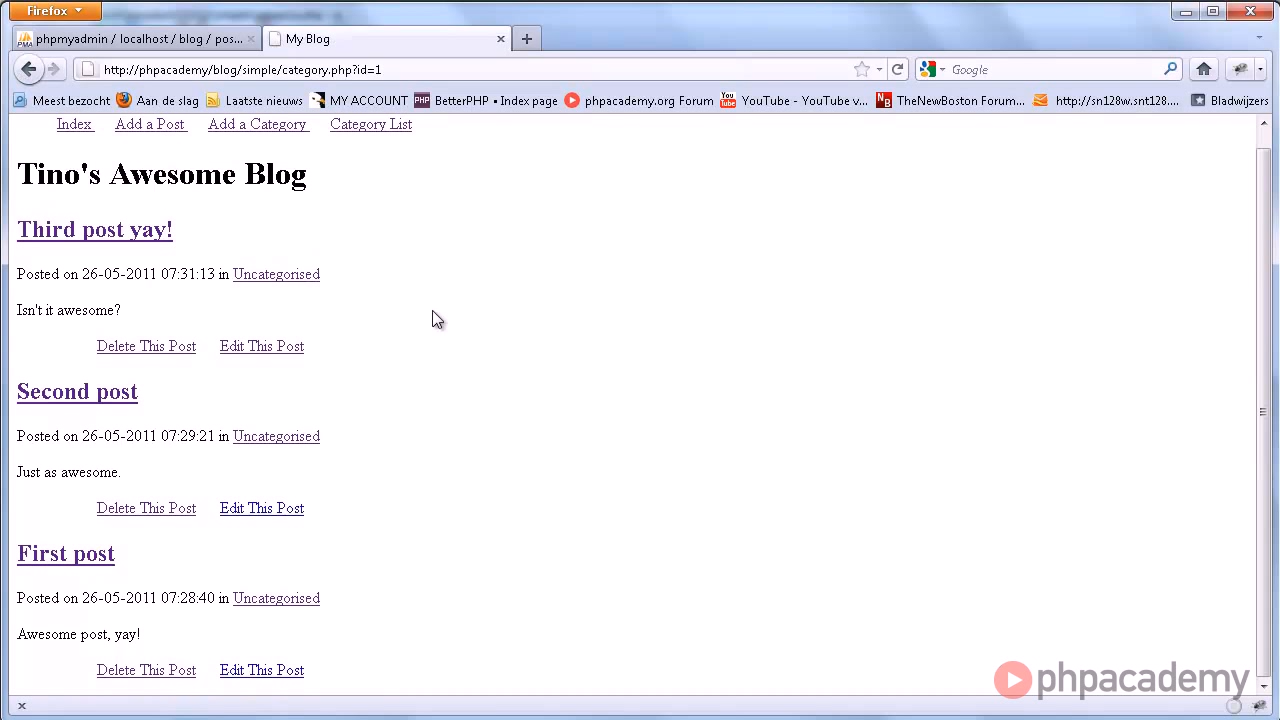 Firefox
phpmyadmin / localhost / blog / pos...
My Blog
http://phpacademy/blog/simple/category.php?id=1
Google
Meest bezocht
Aan de slag
Laatste nieuws
MY ACCOUNT
PHP BelgerPHP • Index page
phpacademy.org Forum
You Tube YouTube - YouTube v...
NB TheNewBoston Forum...
http://sn128w.snt128....
Bladwijzers
Index
Add a Post
Add a Category
Category List
Tino's Awesome Blog
Third post yay!
Posted on 26-05-2011 07:31:13 in Uncategorised
Isn't it awesome?
Delete This Post Edit This Post
Second post
Posted on 26-05-2011 07:29:21 in Uncategorised
Just as awesome.
Delete This Post Edit This Post
First post
Posted on 26-05-2011 07:28:40 in Uncategorised
Awesome post, yay!
Delete This Post Edit This Post
phpacademy